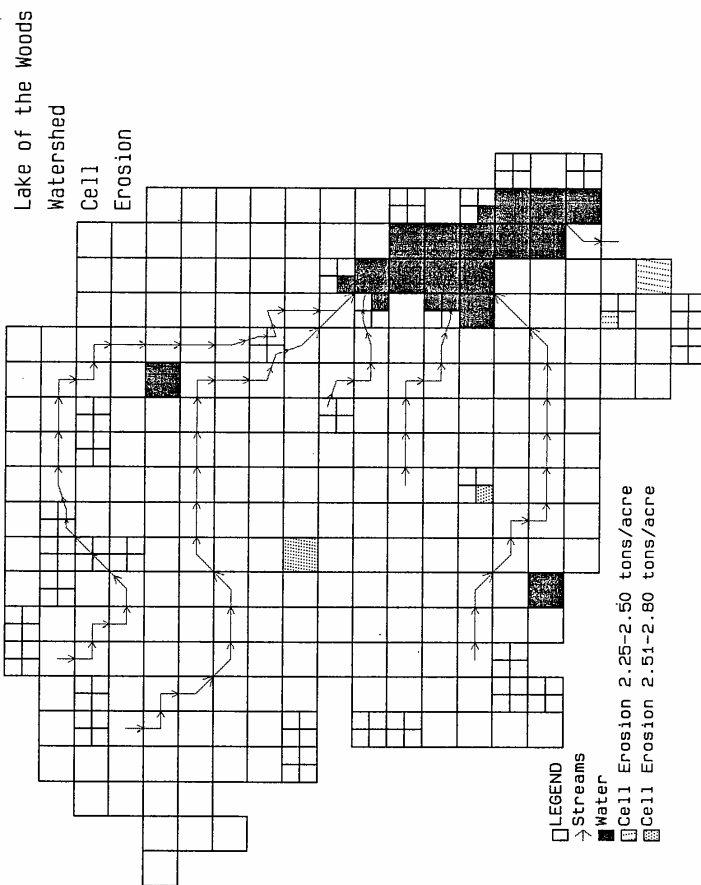 Lake of the Woods
Watershed
Cell
Erosion
LEGEND
Streams
Water
Cell Erosion 2.25-2.50 tons/acre
Cell Erosion 2.51-2.80 tons/acre